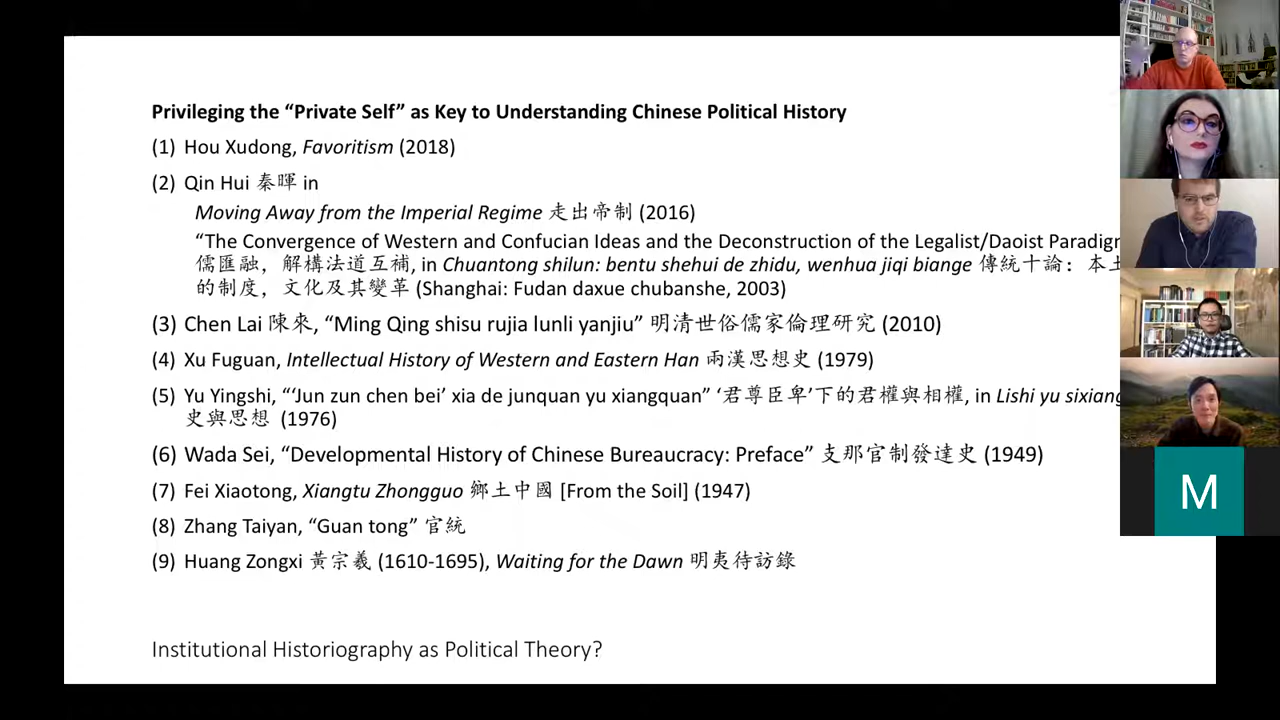 Privileging the “Private Self” as Key to Understanding Chinese Political History
(1) Hou Xudong, Favoritism (2018)
(2) Qin Hui 秦暉 in
Moving Away from the Imperial Regime 走出帝制 (2016)
“The Convergence of Western and Confucian Ideas and the Deconstruction of the Legalist/Daoist
儒匯融，解構法道互補, in Chuantong shilun: bentu shehui de zhidu, wenhua jiqi biange 傳統十論：本土
的制度，文化及其變革 (Shanghai: Fudan daxue chubanshe, 2003)
(3) Chen Lai 陳來, “Ming Qing shisu rujia lunli yanjiu” 明清世俗儒家倫理研究 (2010)
(4) Xu Fuguan, Intellectual History of Western and Eastern Han 兩漢思想史 (1979)
(5) Yu Yingshi, “‘Jun zun chen bei’ xia de junquan yu xiangquan” ‘君尊臣卑’下的君權與相權, in Lishi yu
史與思想 (1976)
(6) Wada Sei, “Developmental History of Chinese Bureaucracy: Preface” 支那官制發達史 (1949)
(7) Fei Xiaotong, Xiangtu Zhongguo 鄉土中國 [From the Soil] (1947)
(8) Zhang Taiyan, “Guan tong” 官統
(9) Huang Zongxi 黃宗羲 (1610-1695), Waiting for the Dawn 明夷待訪錄
Institutional Historiography as Political Theory?
M